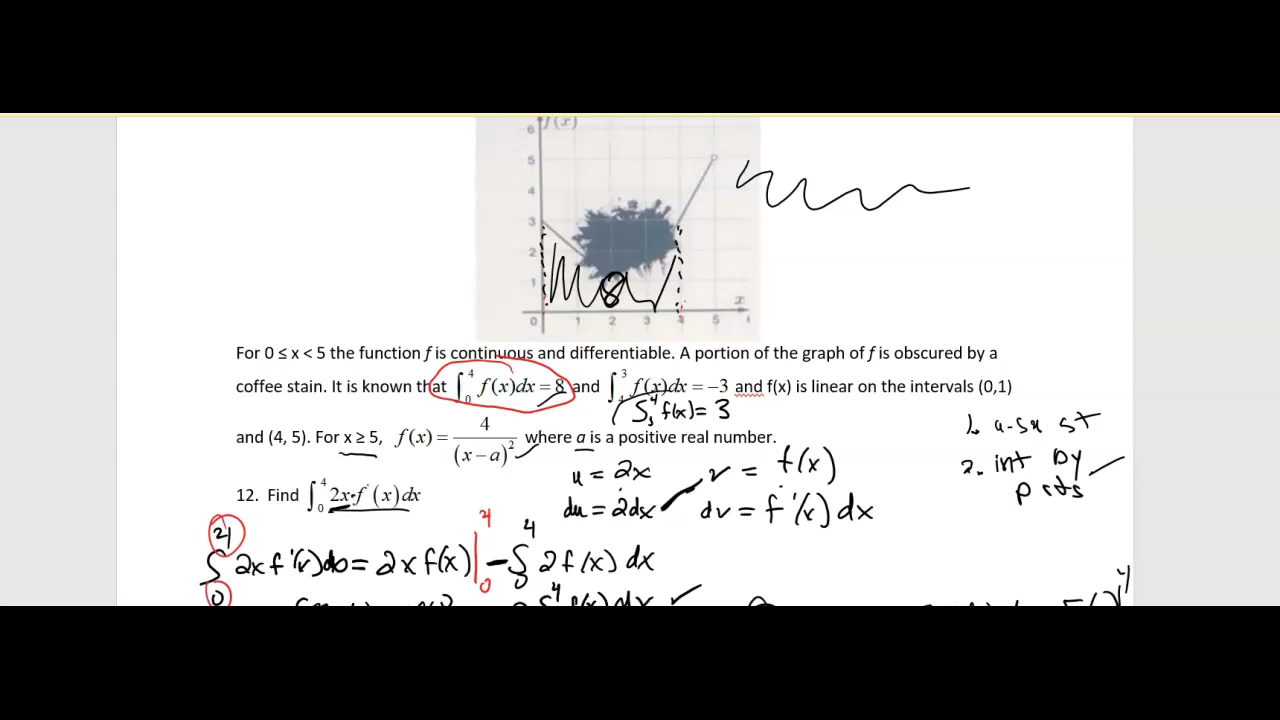 f(x)
6
5
4
3
2
1
8
0 1 2 3 4 5 x
For 0 ≤ x < 5 the function f is continuous and differentiable. A portion of the graph of f is obscured by a
coffee stain. It is known that ∫₀⁴ f(x)dx = 8 and ∫₄³ f(x)dx = −3 and f(x) is linear on the intervals (0,1)
∫₃⁴ f(x) = 3
and (4, 5). For x ≥ 5, f(x) = 4/(x−a)² where a is a positive real number.
1. u-su st
2. int By
prts
u = 2x v = f(x)
12. Find ∫₀⁴ 2x·f'(x)dx
du = 2dx dv = f'(x) dx
∫₀⁴ 2x f'(x) dx = 2x f(x) |₀⁴ − ∫₀⁴ 2 f(x) dx